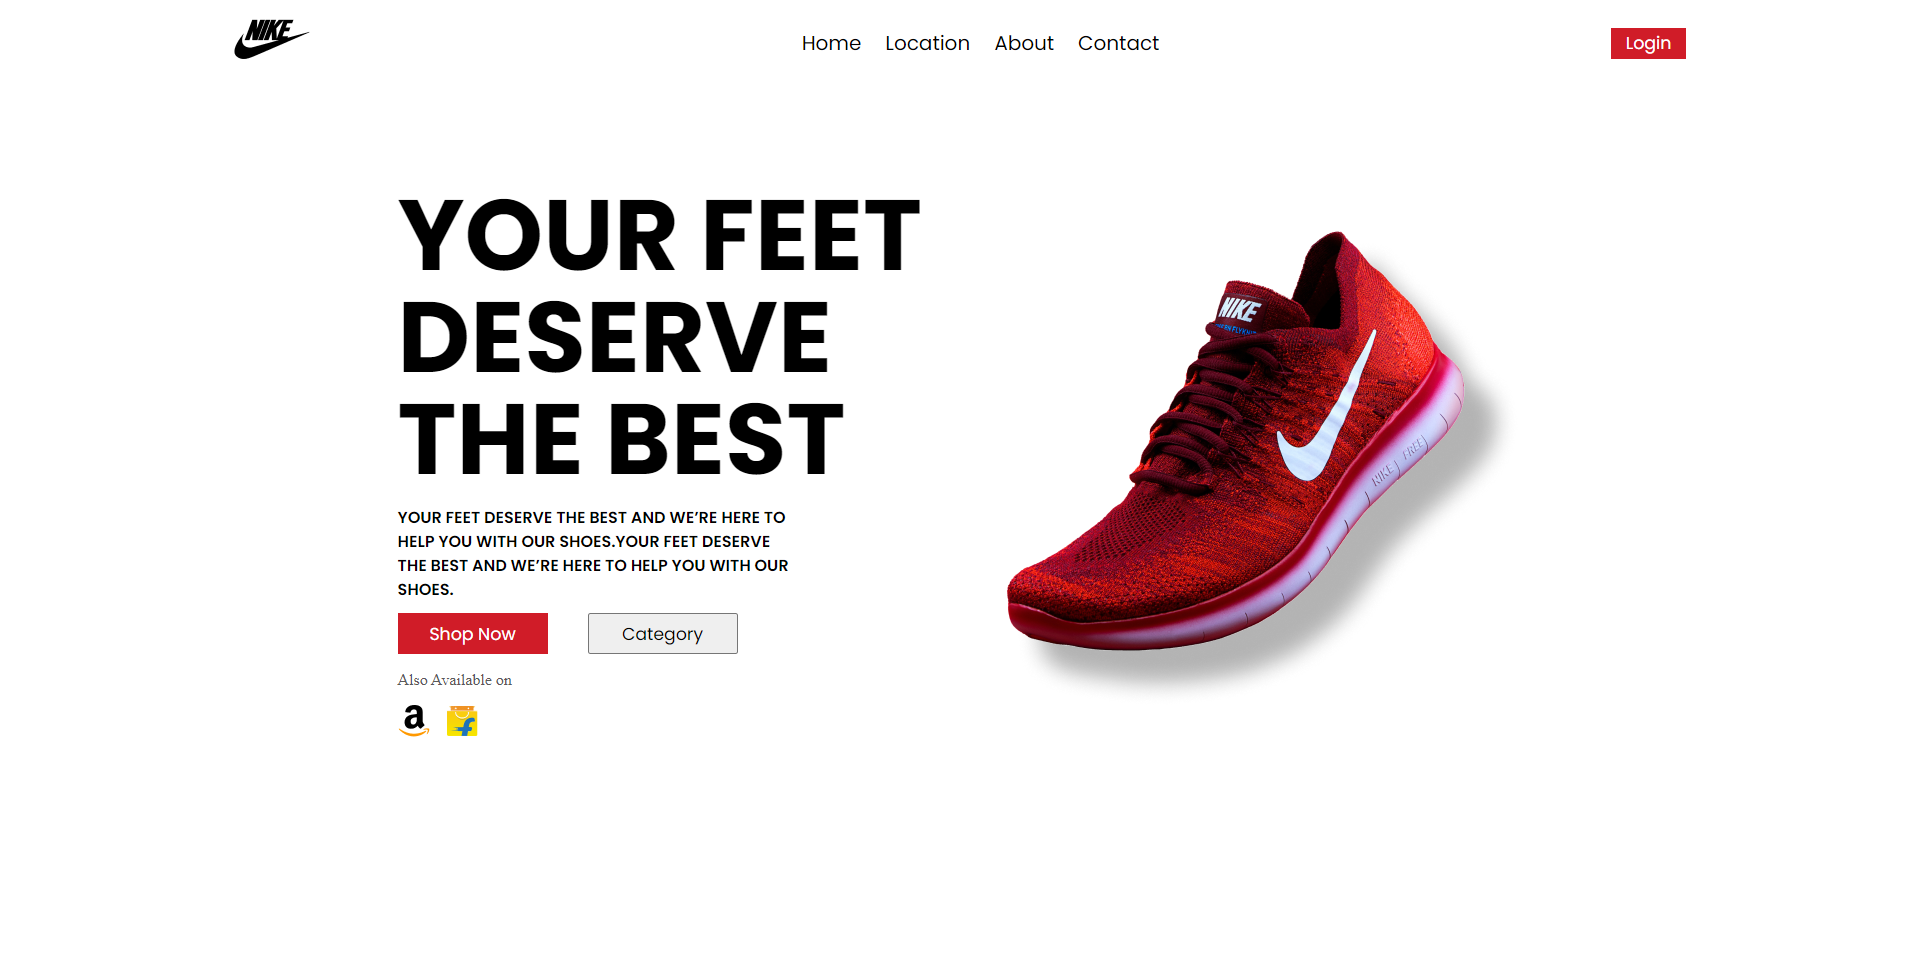 NIKE
Home Location About Contact
Login
YOUR FEET
DESERVE
THE BEST
YOUR FEET DESERVE THE BEST AND WE’RE HERE TO
HELP YOU WITH OUR SHOES.YOUR FEET DESERVE
THE BEST AND WE’RE HERE TO HELP YOU WITH OUR
SHOES.
Shop Now
Category
Also Available on
a
f
NIKE
NIKE FREE